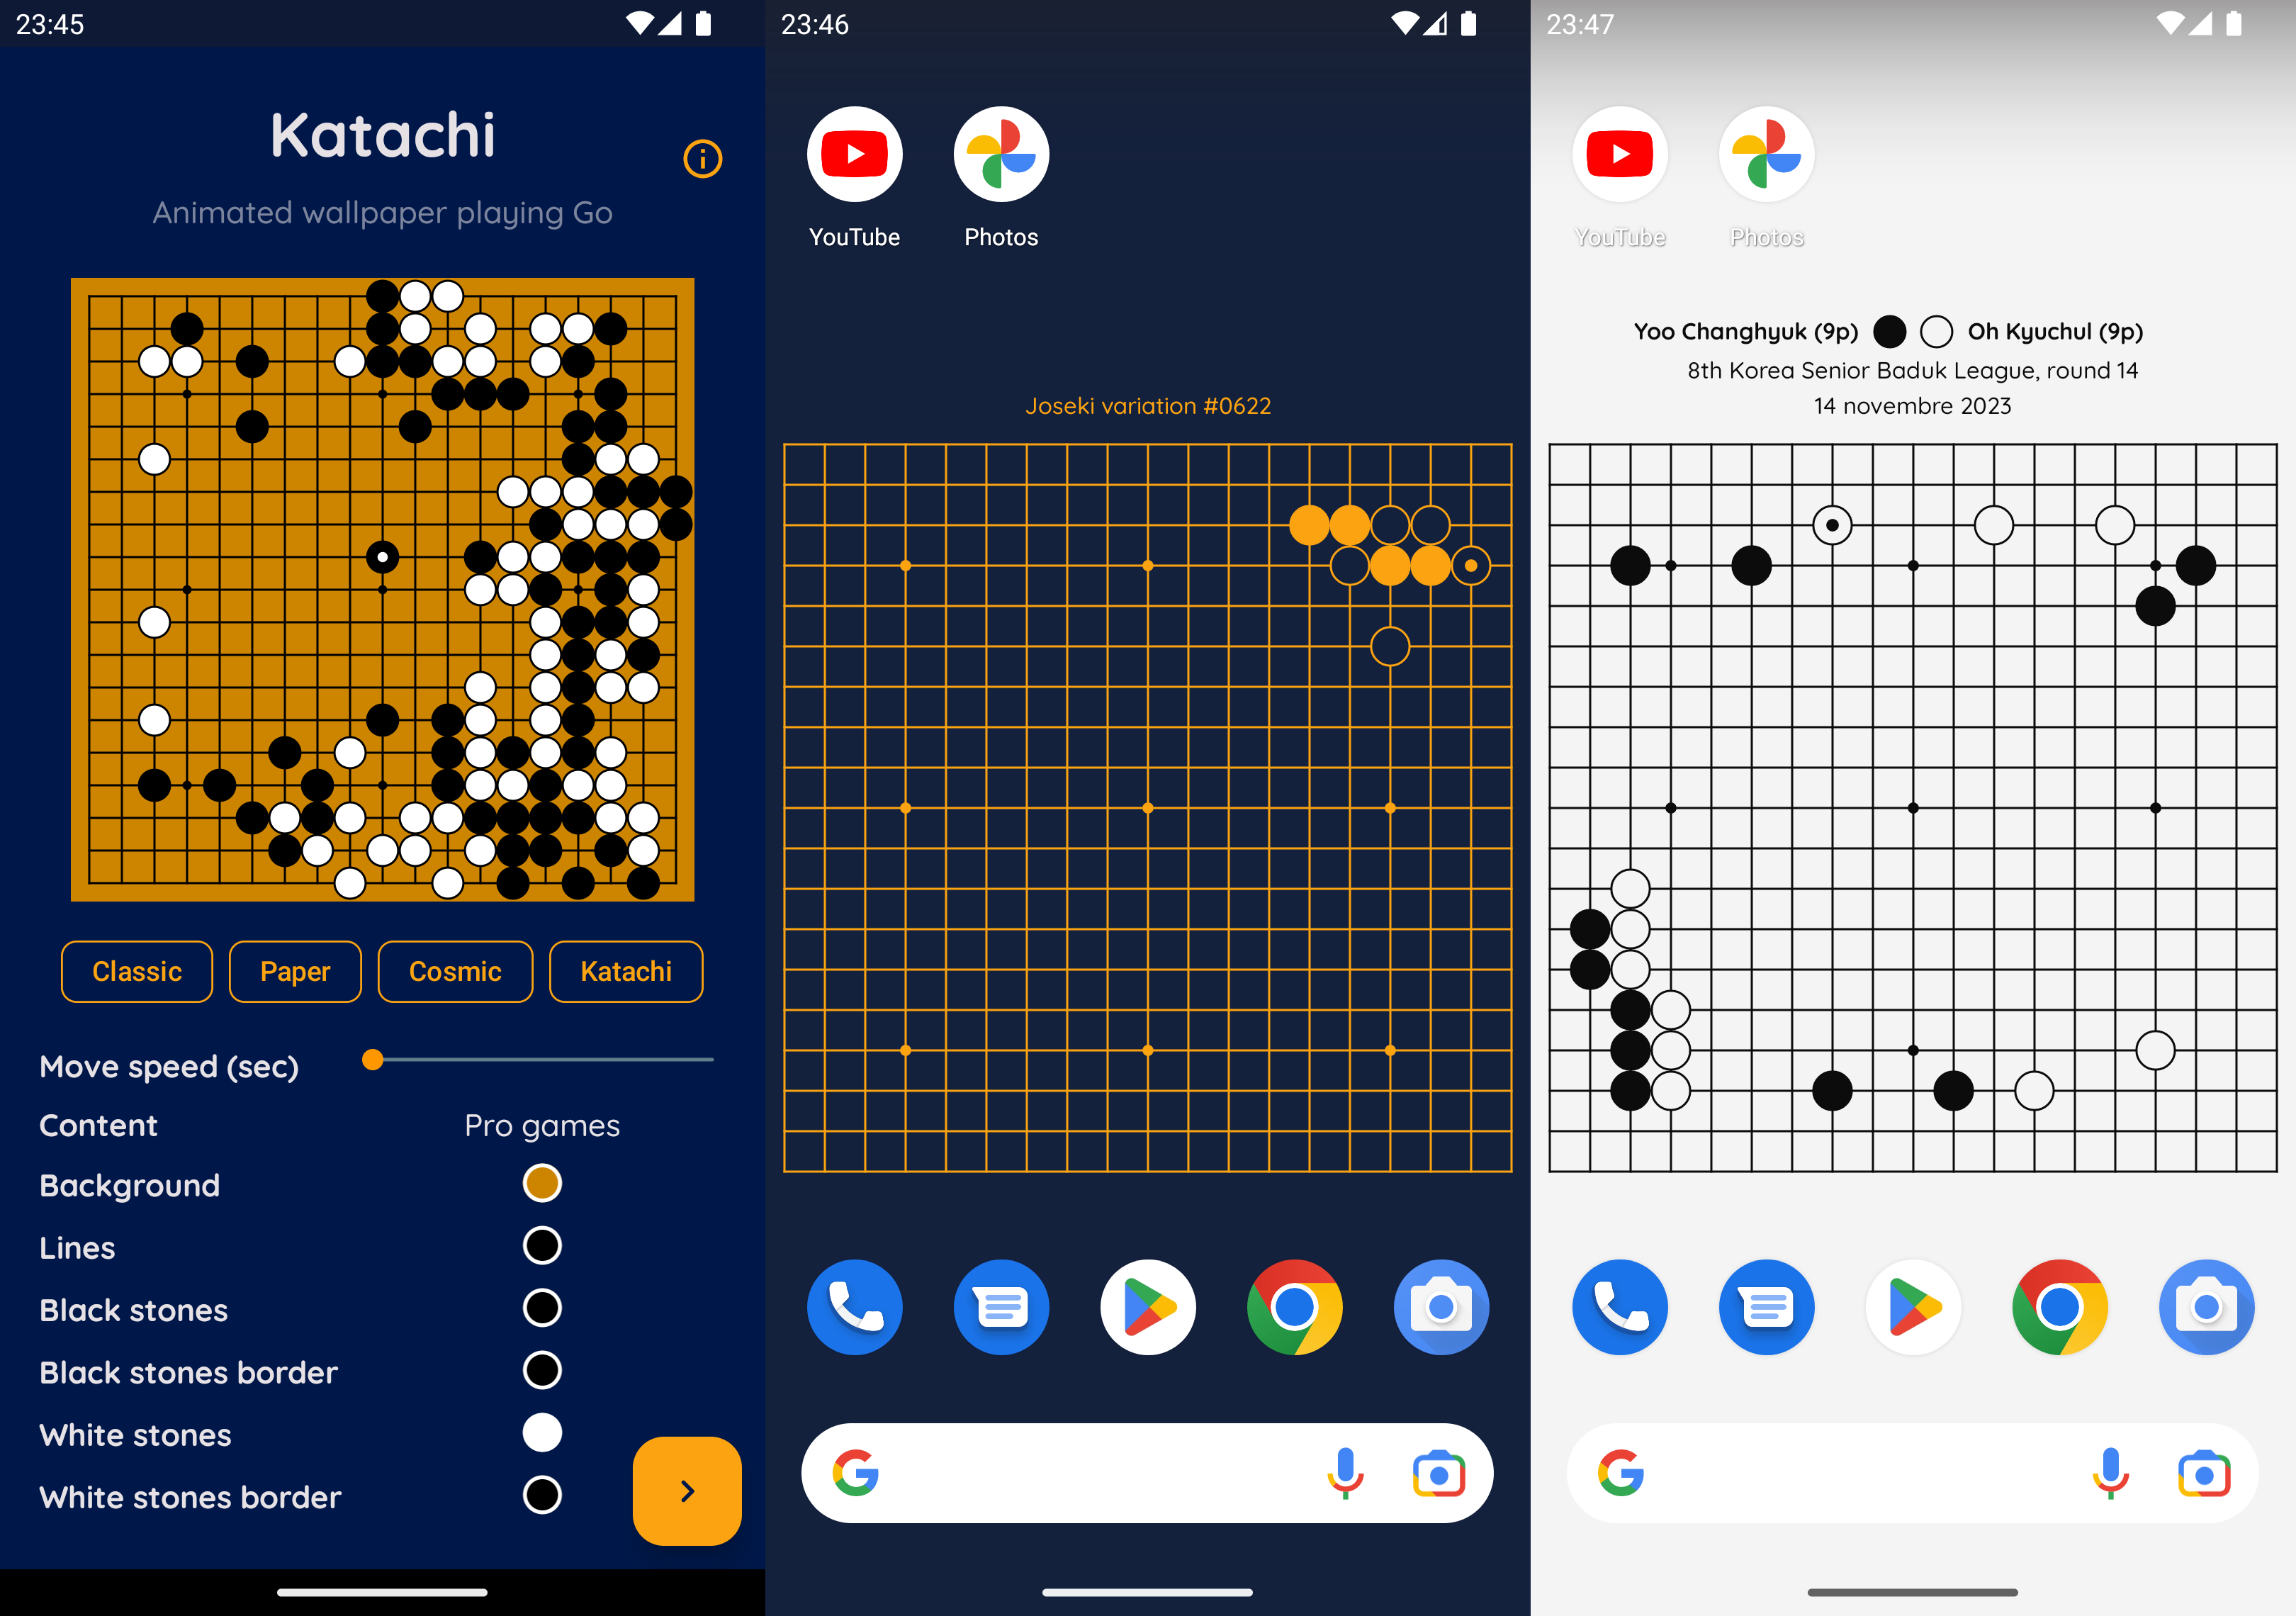 23:45
Katachi
Animated wallpaper playing Go
Classic
Paper
Cosmic
Katachi
Move speed (sec)
Content
Pro games
Background
Lines
Black stones
Black stones border
White stones
White stones border
23:46
YouTube
Photos
Joseki variation #0622
23:47
YouTube
Photos
Yoo Changhyuk (9p)
Oh Kyuchul (9p)
8th Korea Senior Baduk League, round 14
14 novembre 2023